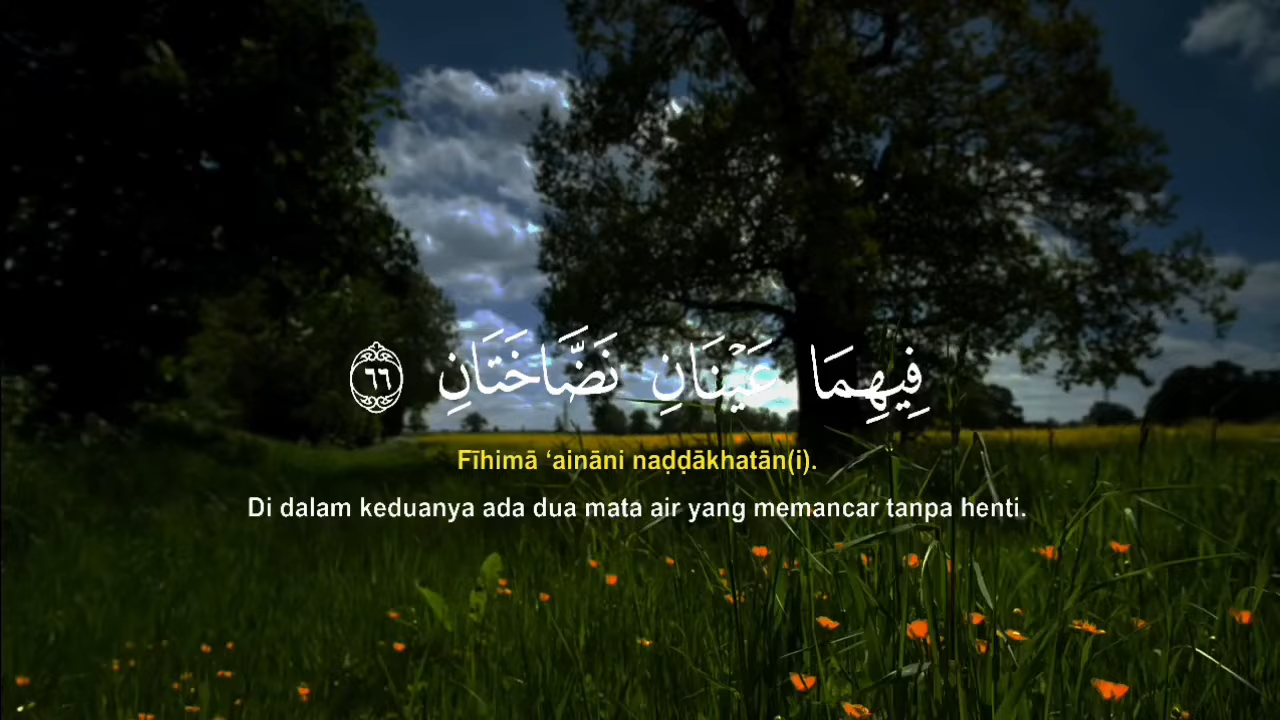 فِيهِمَا عَيْنَانِ نَضَّاخَتَانِ ٦٦
Fīhimā ‘aināni naḍḍākhatān(i).
Di dalam keduanya ada dua mata air yang memancar tanpa henti.